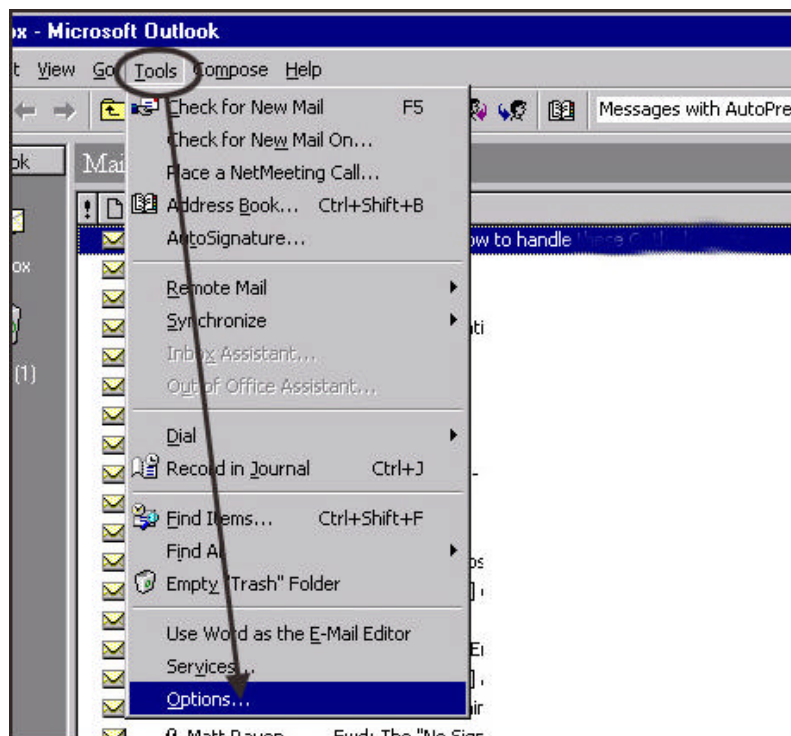 ox - Microsoft Outlook
t View Go Tools Compose Help
Messages with AutoPre
ok Mai
Check for New Mail F5
Check for New Mail On...
Place a NetMeeting Call...
Address Book... Ctrl+Shift+B
AutoSignature...
ow to handle
ox
Remote Mail
Synchronize
ti
Inbox Assistant...
(1)
Out of Office Assistant...
Dial
Record in Journal Ctrl+J
-
Find Items... Ctrl+Shift+F
Find All
os
Empty "Trash" Folder
]
Use Word as the E-Mail Editor
Services...
Options...
Fwd: The "No Sign